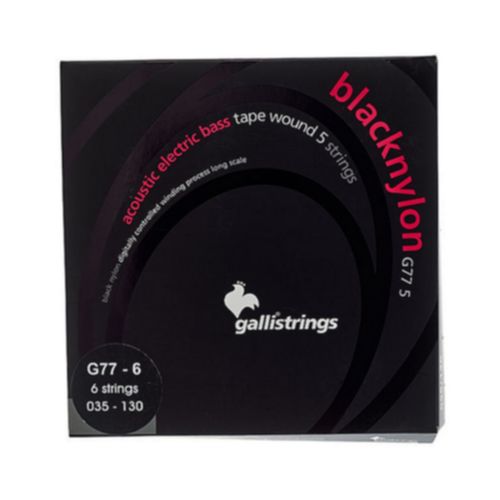 blacknylon G77 5
acoustic electric bass tape wound 5 strings
black nylon digitally controlled winding process long scale
gallistrings
G77 - 6
6 strings
035 - 130